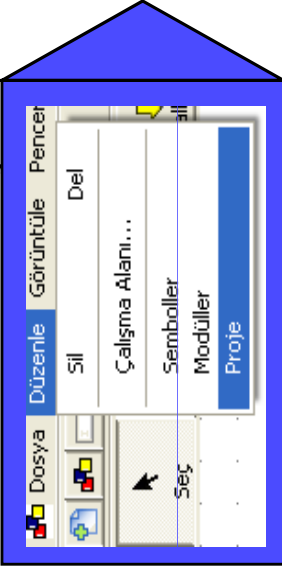 Dosya Düzenle Görüntüle Pencer
Sil Del
Çalışma Alanı...
Semboller
Modüller
Proje
Seç